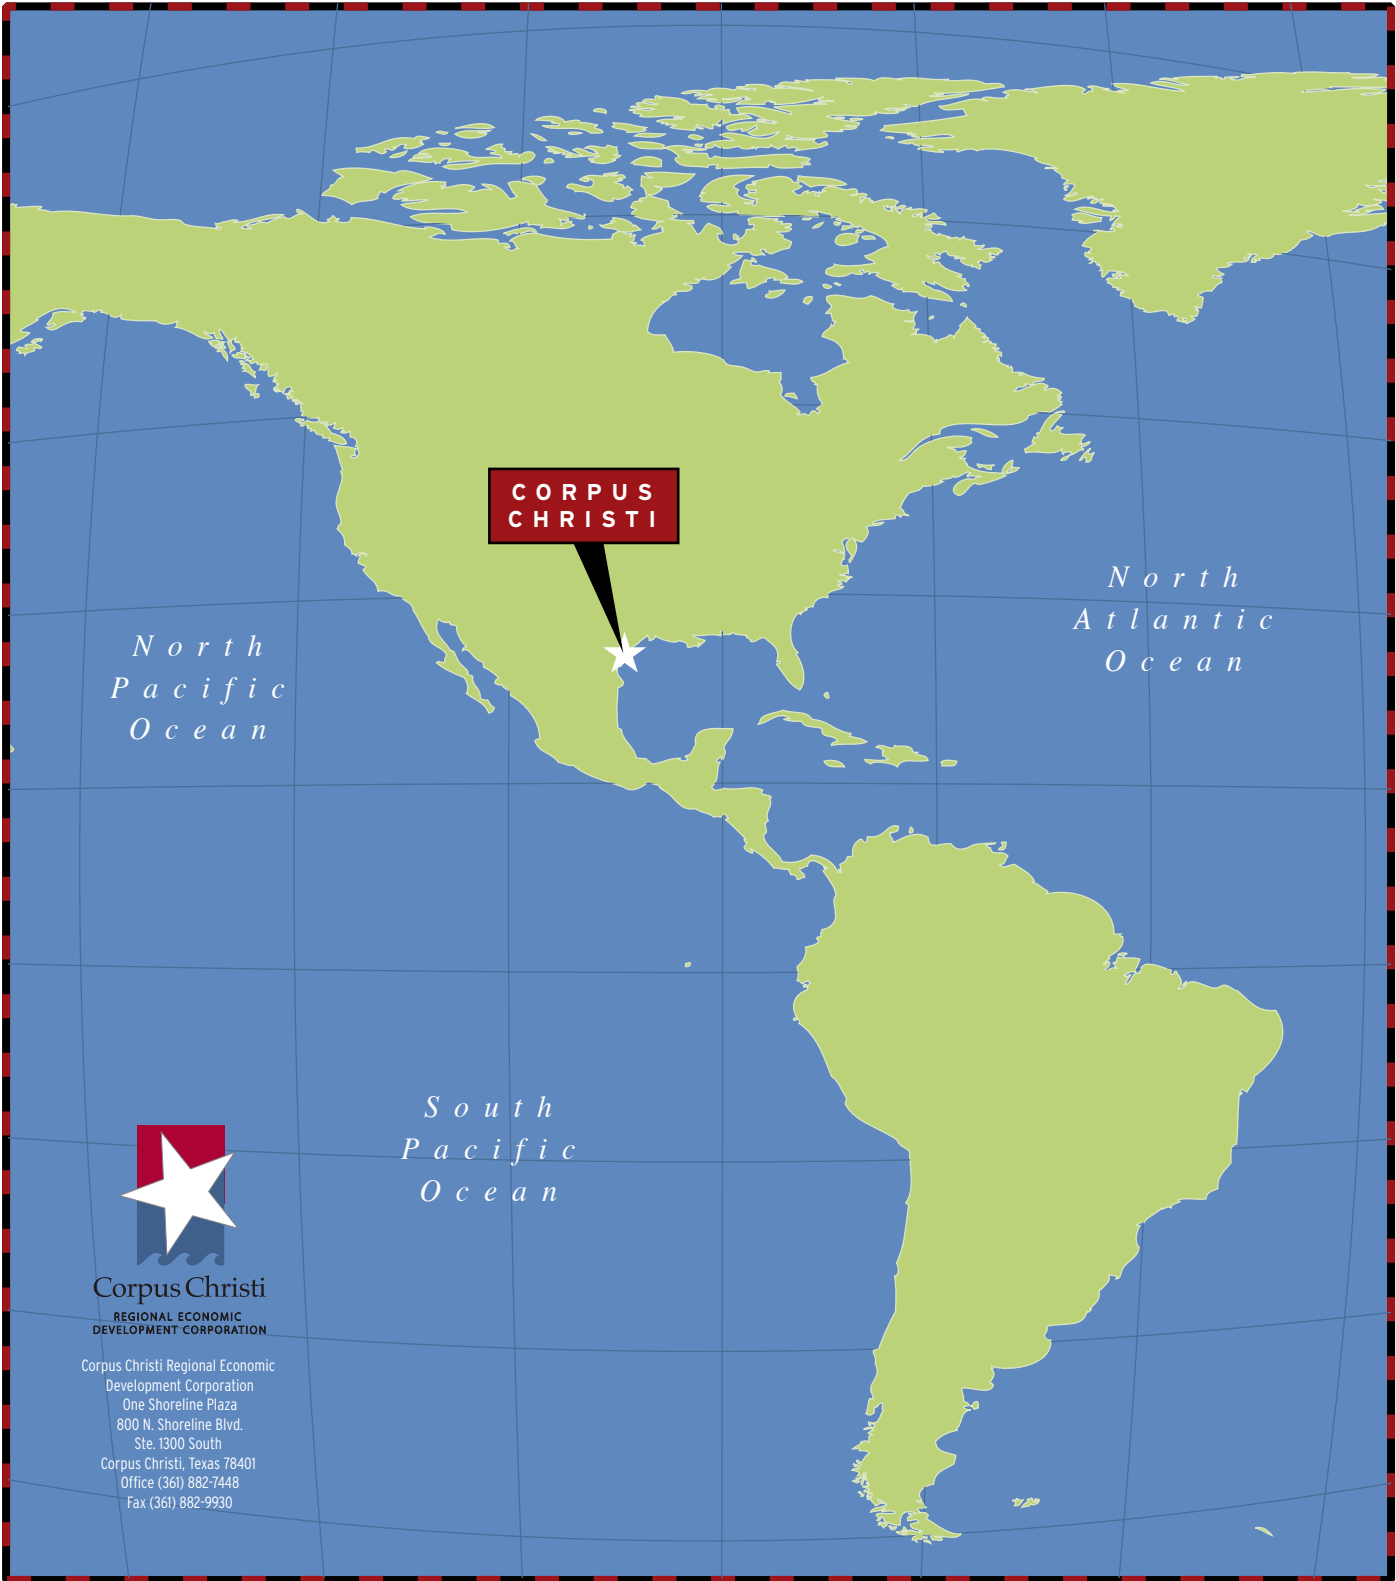 CORPUS
CHRISTI
North
Atlantic
Ocean
North
Pacific
Ocean
South
Pacific
Ocean
Corpus Christi
REGIONAL ECONOMIC
DEVELOPMENT CORPORATION
Corpus Christi Regional Economic
Development Corporation
One Shoreline Plaza
800 N. Shoreline Blvd.
Ste. 1300 South
Corpus Christi, Texas 78401
Office (361) 882-7448
Fax (361) 882-9930